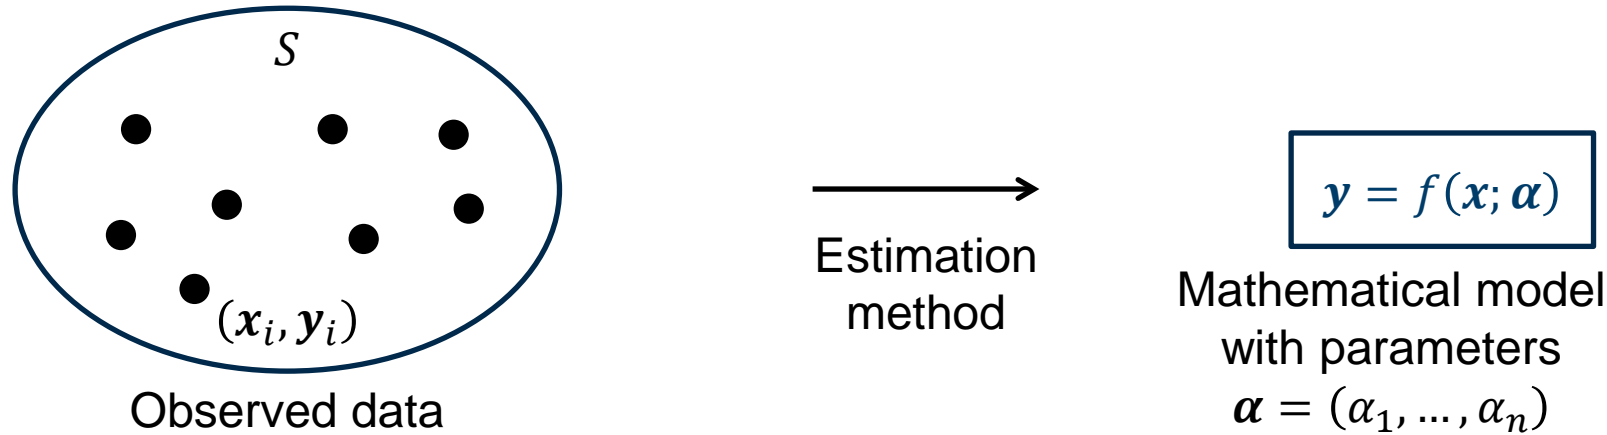 S
(xᵢ, yᵢ)
Observed data
Estimation
method
y = f(x; α)
Mathematical model
with parameters
α = (α₁, … , αₙ)